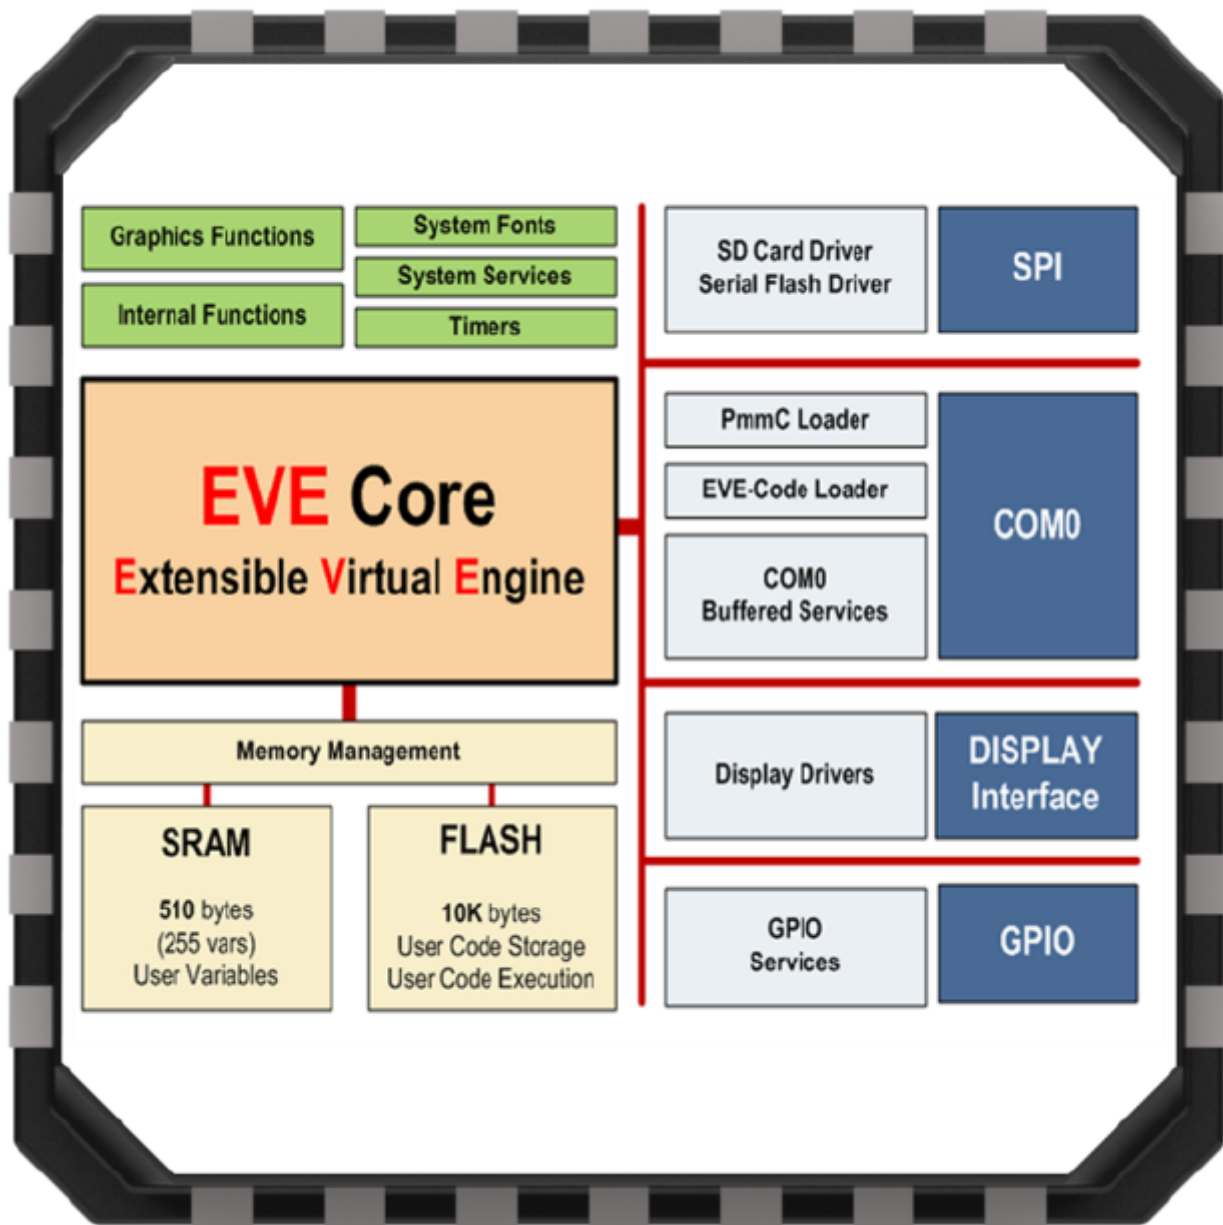 Graphics Functions
Internal Functions
System Fonts
System Services
Timers
EVE Core
Extensible Virtual Engine
Memory Management
SRAM
510 bytes
(255 vars)
User Variables
FLASH
10K bytes
User Code Storage
User Code Execution
SD Card Driver
Serial Flash Driver
SPI
PmmC Loader
EVE-Code Loader
COM0
Buffered Services
COM0
Display Drivers
DISPLAY
Interface
GPIO
Services
GPIO